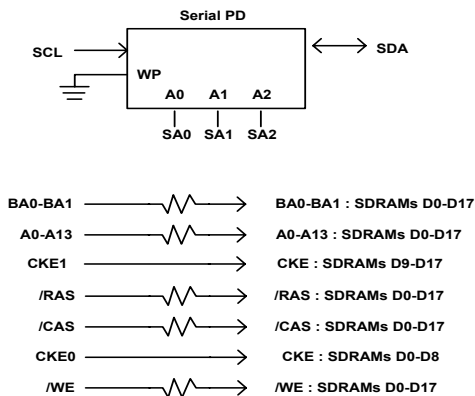 Serial PD
SCL
SDA
WP
A0 A1 A2
SA0 SA1 SA2
BA0-BA1 BA0-BA1 : SDRAMs D0-D17
A0-A13 A0-A13 : SDRAMs D0-D17
CKE1 CKE : SDRAMs D9-D17
/RAS /RAS : SDRAMs D0-D17
/CAS /CAS : SDRAMs D0-D17
CKE0 CKE : SDRAMs D0-D8
/WE /WE : SDRAMs D0-D17